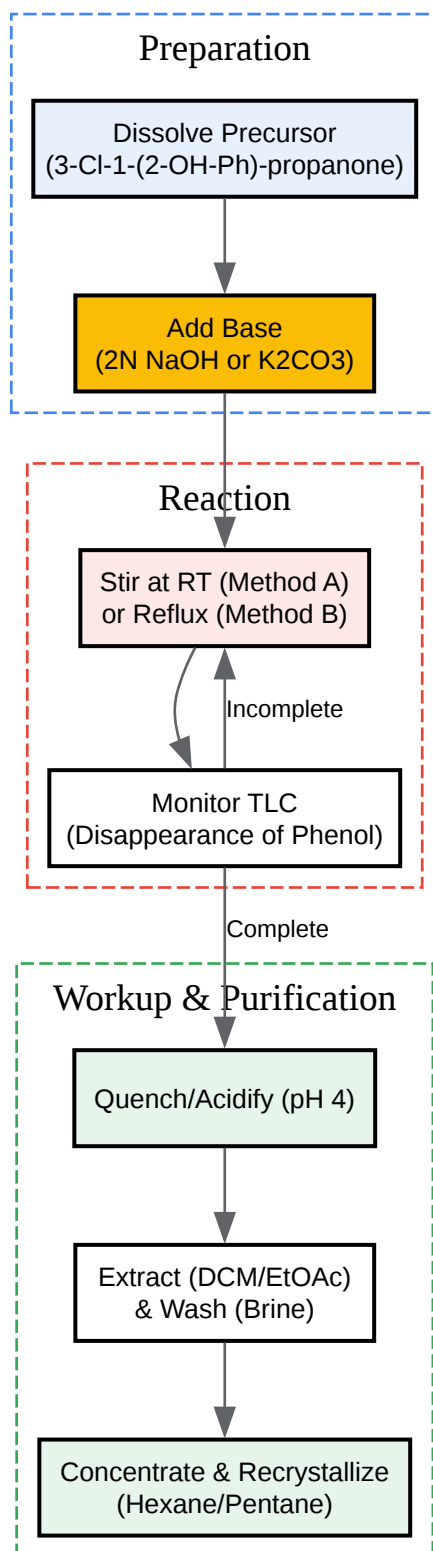 Preparation
Dissolve Precursor
(3-Cl-1-(2-OH-Ph)-propanone)
Add Base
(2N NaOH or K2CO3)
Reaction
Stir at RT (Method A)
or Reflux (Method B)
Incomplete
Monitor TLC
(Disappearance of Phenol)
Complete
Workup & Purification
Quench/Acidify (pH 4)
Extract (DCM/EtOAc)
& Wash (Brine)
Concentrate & Recrystallize
(Hexane/Pentane)